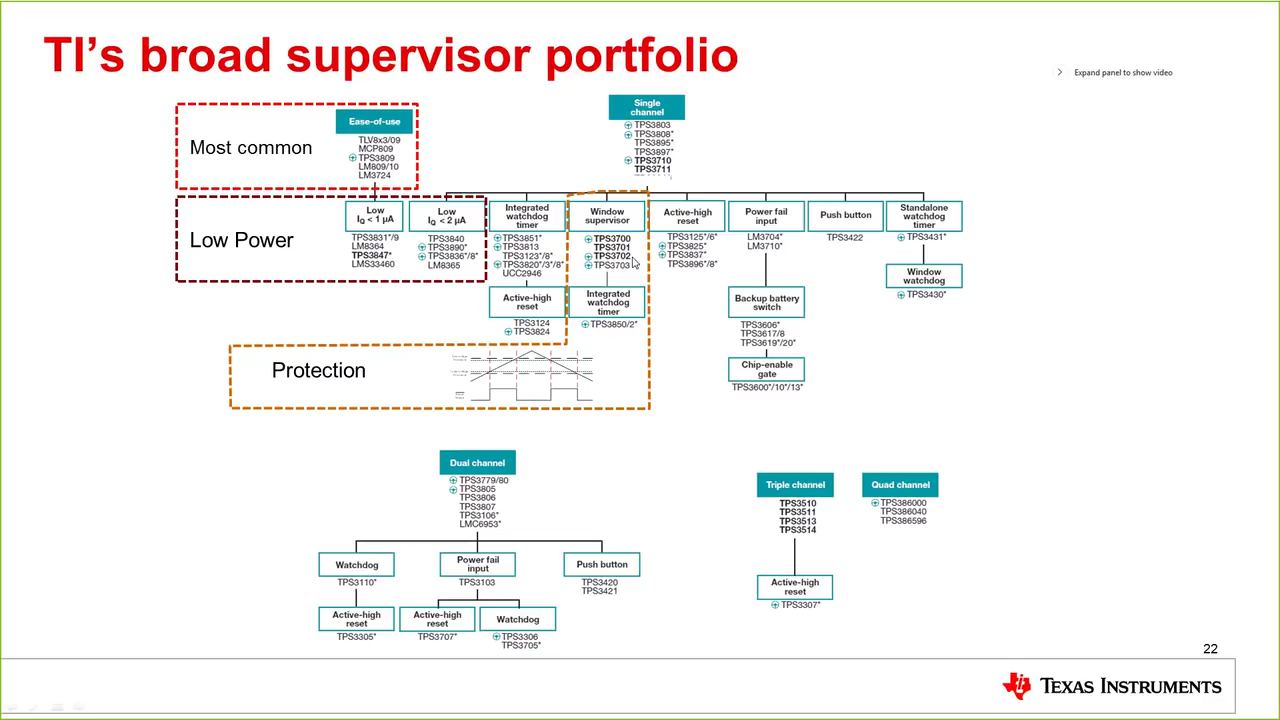 TI's broad supervisor portfolio
Expand panel to show video
Most common
Ease-of-use
TLV8x3/09
MCP809
TPS3809
LM809/10
LM3724
Single
channel
TPS3803
TPS3808*
TPS3895*
TPS3897*
TPS3710
TPS3711
Low Power
Low
IQ < 1 µA
TPS3831*/9
LM8364
TPS3847*
LMS33460
Low
IQ < 2 µA
TPS3840
TPS3890*
TPS3836*/8*
LM8365
Integrated
watchdog
timer
TPS3851*
TPS3813
TPS3123*/8*
TPS3820*/3*/8*
UCC2946
Active-high
reset
TPS3124
TPS3824
Window
supervisor
TPS3700
TPS3701
TPS3702
TPS3703
Integrated
watchdog
timer
TPS3850/2*
Active-high
reset
TPS3125*/6*
TPS3825*
TPS3837*
TPS3896*/8*
Power fail
input
LM3704*
LM3710*
Backup battery
switch
TPS3606*
TPS3617/8
TPS3619*/20*
Chip-enable
gate
TPS3600*/10*/13*
Push button
TPS3422
Standalone
watchdog
timer
TPS3431*
Window
watchdog
TPS3430*
Protection
Dual channel
TPS3779/80
TPS3805
TPS3806
TPS3807
TPS3106*
LMC6953*
Watchdog
TPS3110*
Active-high
reset
TPS3305*
Power fail
input
TPS3103
Active-high
reset
TPS3707*
Watchdog
TPS3306
TPS3705*
Push button
TPS3420
TPS3421
Triple channel
TPS3510
TPS3511
TPS3513
TPS3514
Active-high
reset
TPS3307*
Quad channel
TPS386000
TPS386040
TPS386596
22
TEXAS INSTRUMENTS